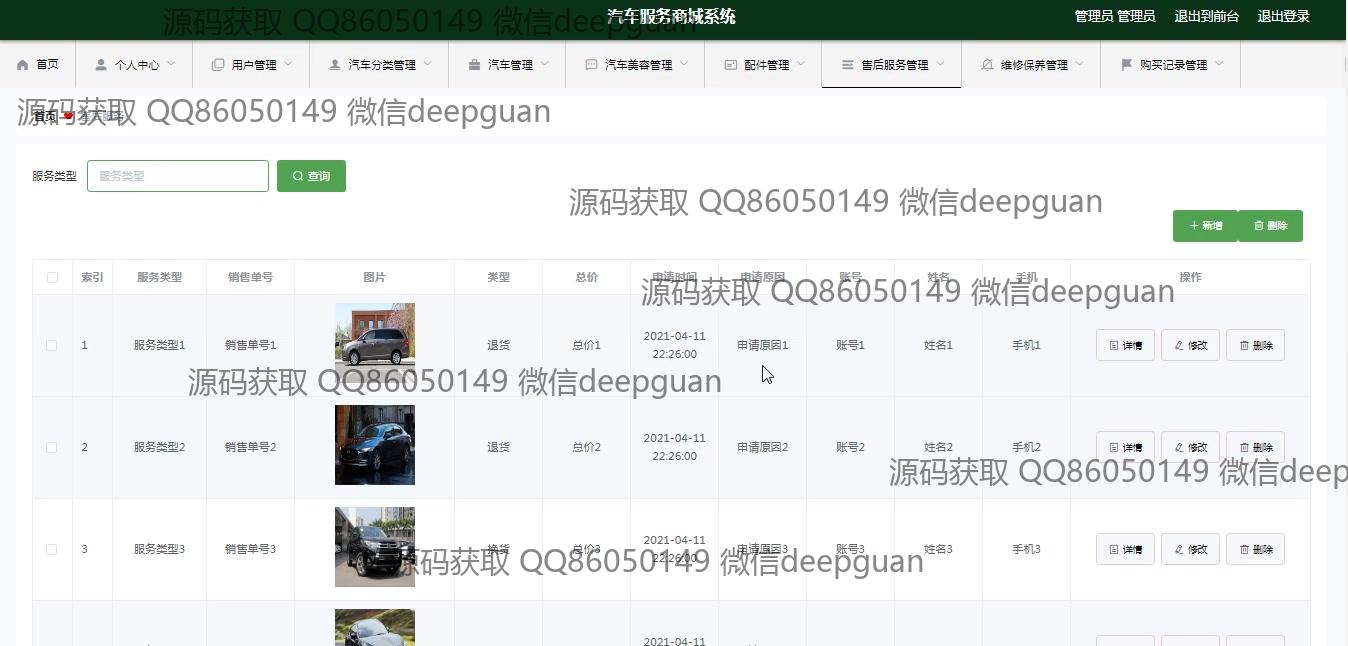 汽车服务商城系统
管理员 管理员 退出到前台 退出登录
源码获取 QQ86050149 微信deepguan
首页 个人中心 用户管理 汽车分类管理 汽车管理 汽车美容管理 配件管理 售后服务管理 维修保养管理 购买记录管理
源码获取 QQ86050149 微信deepguan
首页 售后服务
服务类型 服务类型 查询
源码获取 QQ86050149 微信deepguan
新增 删除
索引 服务类型 销售单号 图片 类型 总价 申请时间 申请原因 账号 姓名 手机 操作
源码获取 QQ86050149 微信deepguan
1 服务类型1 销售单号1 退货 总价1 2021-04-11 22:26:00 申请原因1 账号1 姓名1 手机1 详情 修改 删除
源码获取 QQ86050149 微信deepguan
2 服务类型2 销售单号2 退货 总价2 2021-04-11 22:26:00 申请原因2 账号2 姓名2 手机2 详情 修改 删除
源码获取 QQ86050149 微信deep
3 服务类型3 销售单号3 换货 总价3 2021-04-11 22:26:00 申请原因3 账号3 姓名3 手机3 详情 修改 删除
源码获取 QQ86050149 微信deepguan
2021-04-11